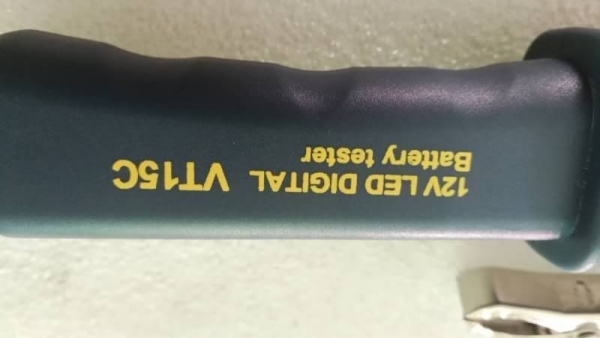 12V LED DIGITAL VT15C
Battery tester